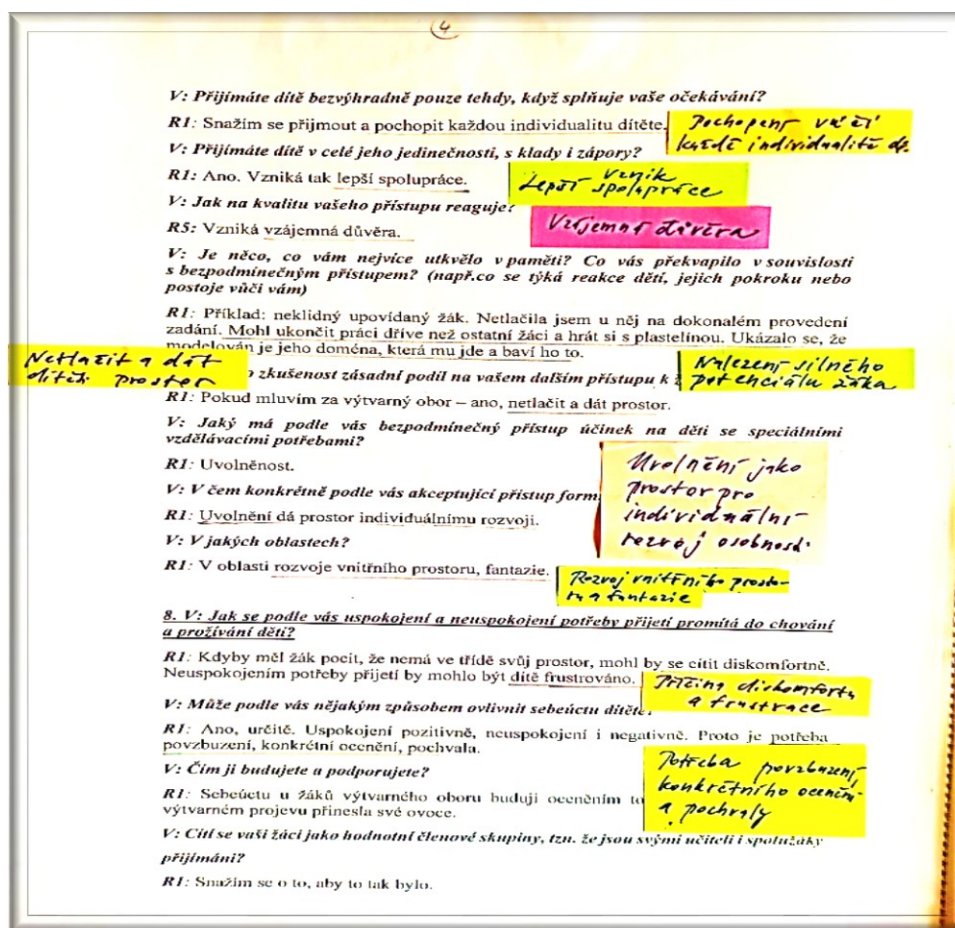 4
V: Přijímáte dítě bezvýhradně pouze tehdy, když splňuje vaše očekávání?
R1: Snažím se přijmout a pochopit každou individualitu dítěte.
Pochopení vůči
každé individualitě d.
V: Přijímáte dítě v celé jeho jedinečnosti, s klady i zápory?
R1: Ano. Vzniká tak lepší spolupráce.
Vznik
Lepší spolupráce
V: Jak na kvalitu vašeho přístupu reaguje?
R5: Vzniká vzájemná důvěra.
Vzájemná důvěra
V: Je něco, co vám nejvíce utkvělo v paměti? Co vás překvapilo v souvislosti
s bezpodmínečným přístupem? (např.co se týká reakce dětí, jejich pokroku nebo
postoje vůči vám)
R1: Příklad: neklidný upovídaný žák. Netlačila jsem u něj na dokonalém provedení
zadání. Mohl ukončit práci dříve než ostatní žáci a hrát si s plastelínou. Ukázalo se, že
modelován je jeho doména, která mu jde a baví ho to.
Netlačit a dát
dítěti prostor
Nalezení silného
potenciálu žáka
zkušenost zásadní podíl na vašem dalším přístupu k
R1: Pokud mluvím za výtvarný obor – ano, netlačit a dát prostor.
V: Jaký má podle vás bezpodmínečný přístup účinek na děti se speciálními
vzdělávacími potřebami?
R1: Uvolněnost.
Uvolnění jako
prostor pro
individuální
rozvoj osobnosti
V: V čem konkrétně podle vás akceptující přístup form
R1: Uvolnění dá prostor individuálnímu rozvoji.
V: V jakých oblastech?
R1: V oblasti rozvoje vnitřního prostoru, fantazie.
Rozvoj vnitřního prosto-
ru a fantazie
8. V: Jak se podle vás uspokojení a neuspokojení potřeby přijetí promítá do chování
a prožívání dětí?
R1: Kdyby měl žák pocit, že nemá ve třídě svůj prostor, mohl by se cítit diskomfortně.
Neuspokojením potřeby přijetí by mohlo být dítě frustrováno.
Příčina diskomfortu
a frustrace
V: Může podle vás nějakým způsobem ovlivnit sebeúctu dítěte
R1: Ano, určitě. Uspokojení pozitivně, neuspokojení i negativně. Proto je potřeba
povzbuzení, konkrétní ocenění, pochvala.
Potřeba povzbuzení,
konkrétního ocenění
a pochvaly
V: Čím ji budujete a podporujete?
R1: Sebeúctu u žáků výtvarného oboru buduji oceněním to
výtvarném projevu přinesla své ovoce.
V: Cítí se vaši žáci jako hodnotní členové skupiny, tzn. že jsou svými učiteli i spolužáky
přijímáni?
R1: Snažím se o to, aby to tak bylo.